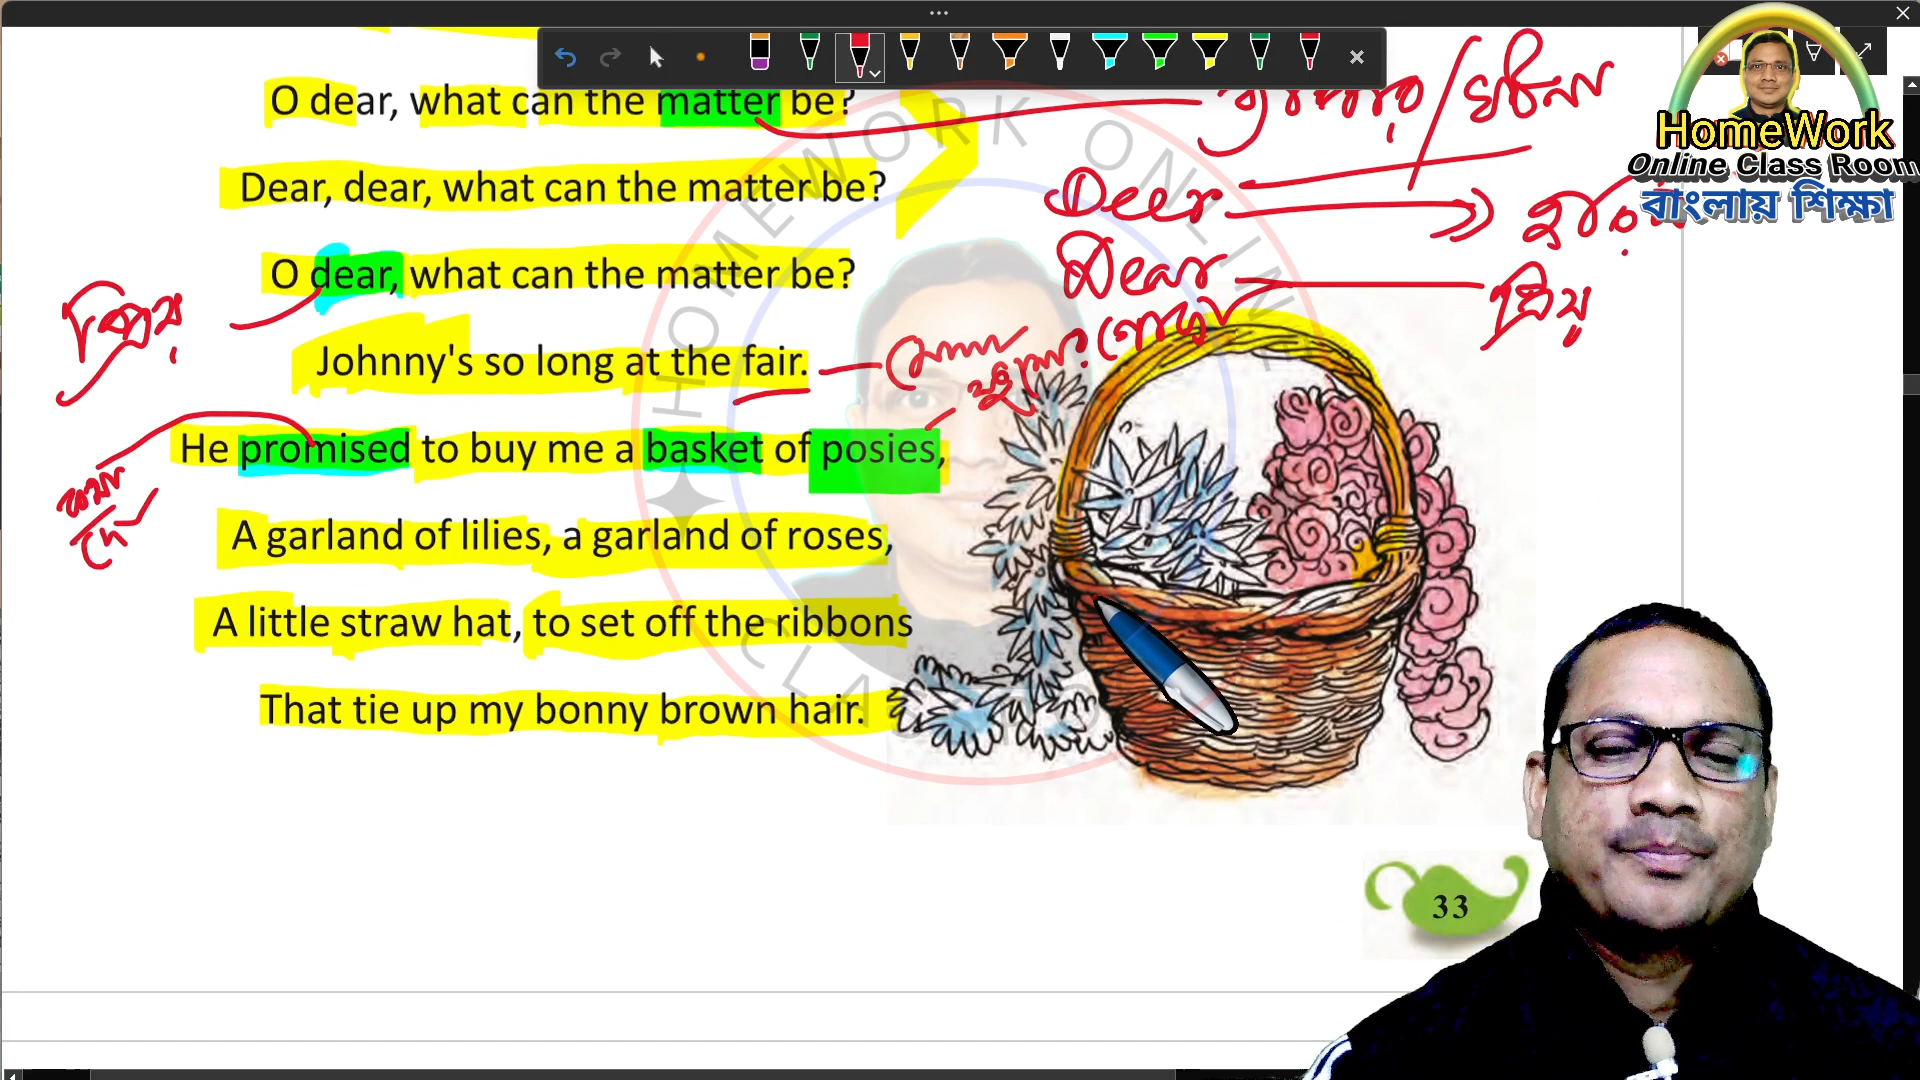 O dear, what can the matter be?
Dear, dear, what can the matter be?
O dear, what can the matter be?
Johnny's so long at the fair.
He promised to buy me a basket of posies,
A garland of lilies, a garland of roses,
A little straw hat, to set off the ribbons
That tie up my bonny brown hair.
ঘটনা
Deer
Dear
প্রিয়
প্রিয়
মেলা
HOMEWORK ONLINE
HomeWork
Online Class Room
বাংলায় শিক্ষা
33